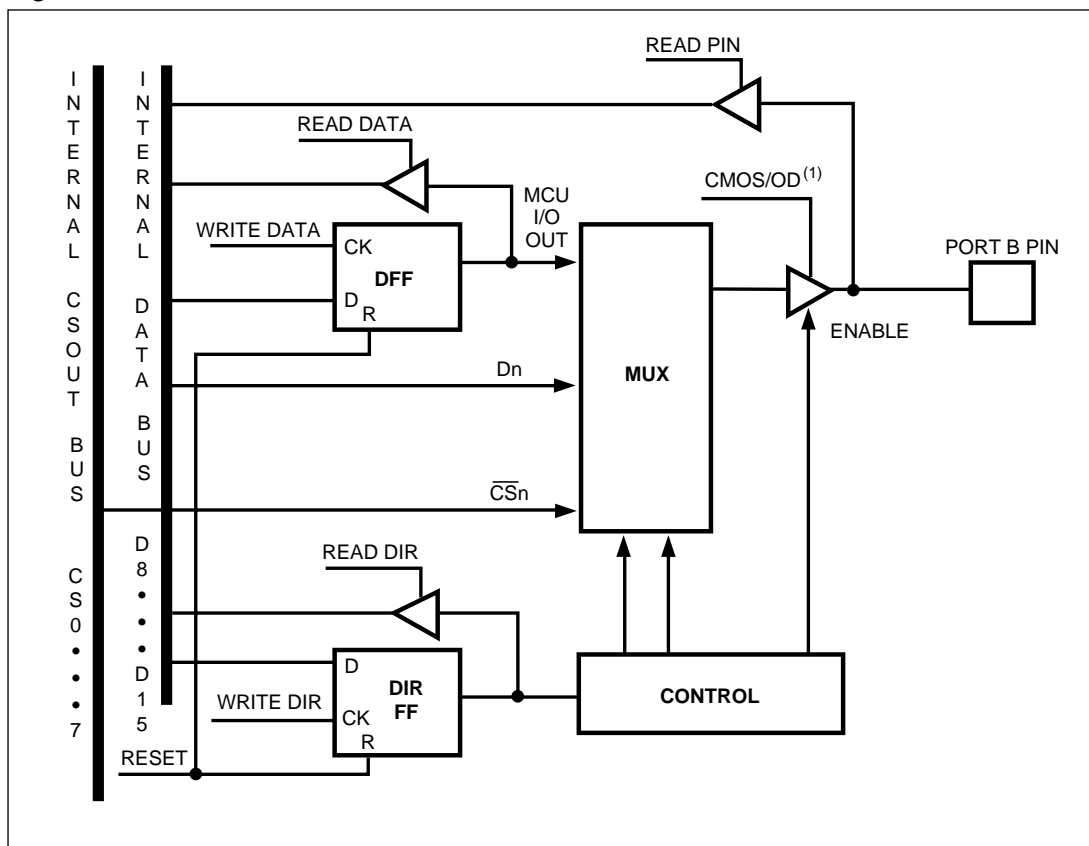 READ PIN
READ DATA
CMOS/OD(1)
MCU
I/O
OUT
WRITE DATA
CK
DFF
D
R
PORT B PIN
ENABLE
Dn
MUX
C̅S̅n
READ DIR
D
DIR
FF
WRITE DIR
CK
R
CONTROL
RESET
INTERNAL CSOUT BUS CS0•••7
INTERNAL DATA BUS D8•••D15